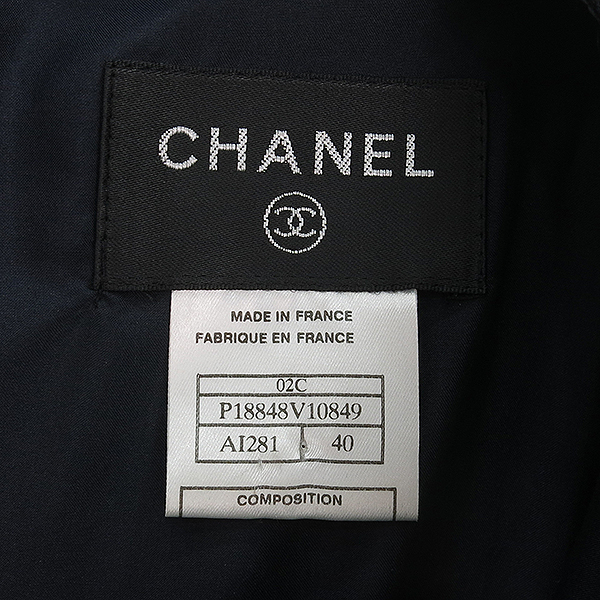 CHANEL
MADE IN FRANCE
FABRIQUE EN FRANCE
02C
P18848V10849
AI281 40
COMPOSITION